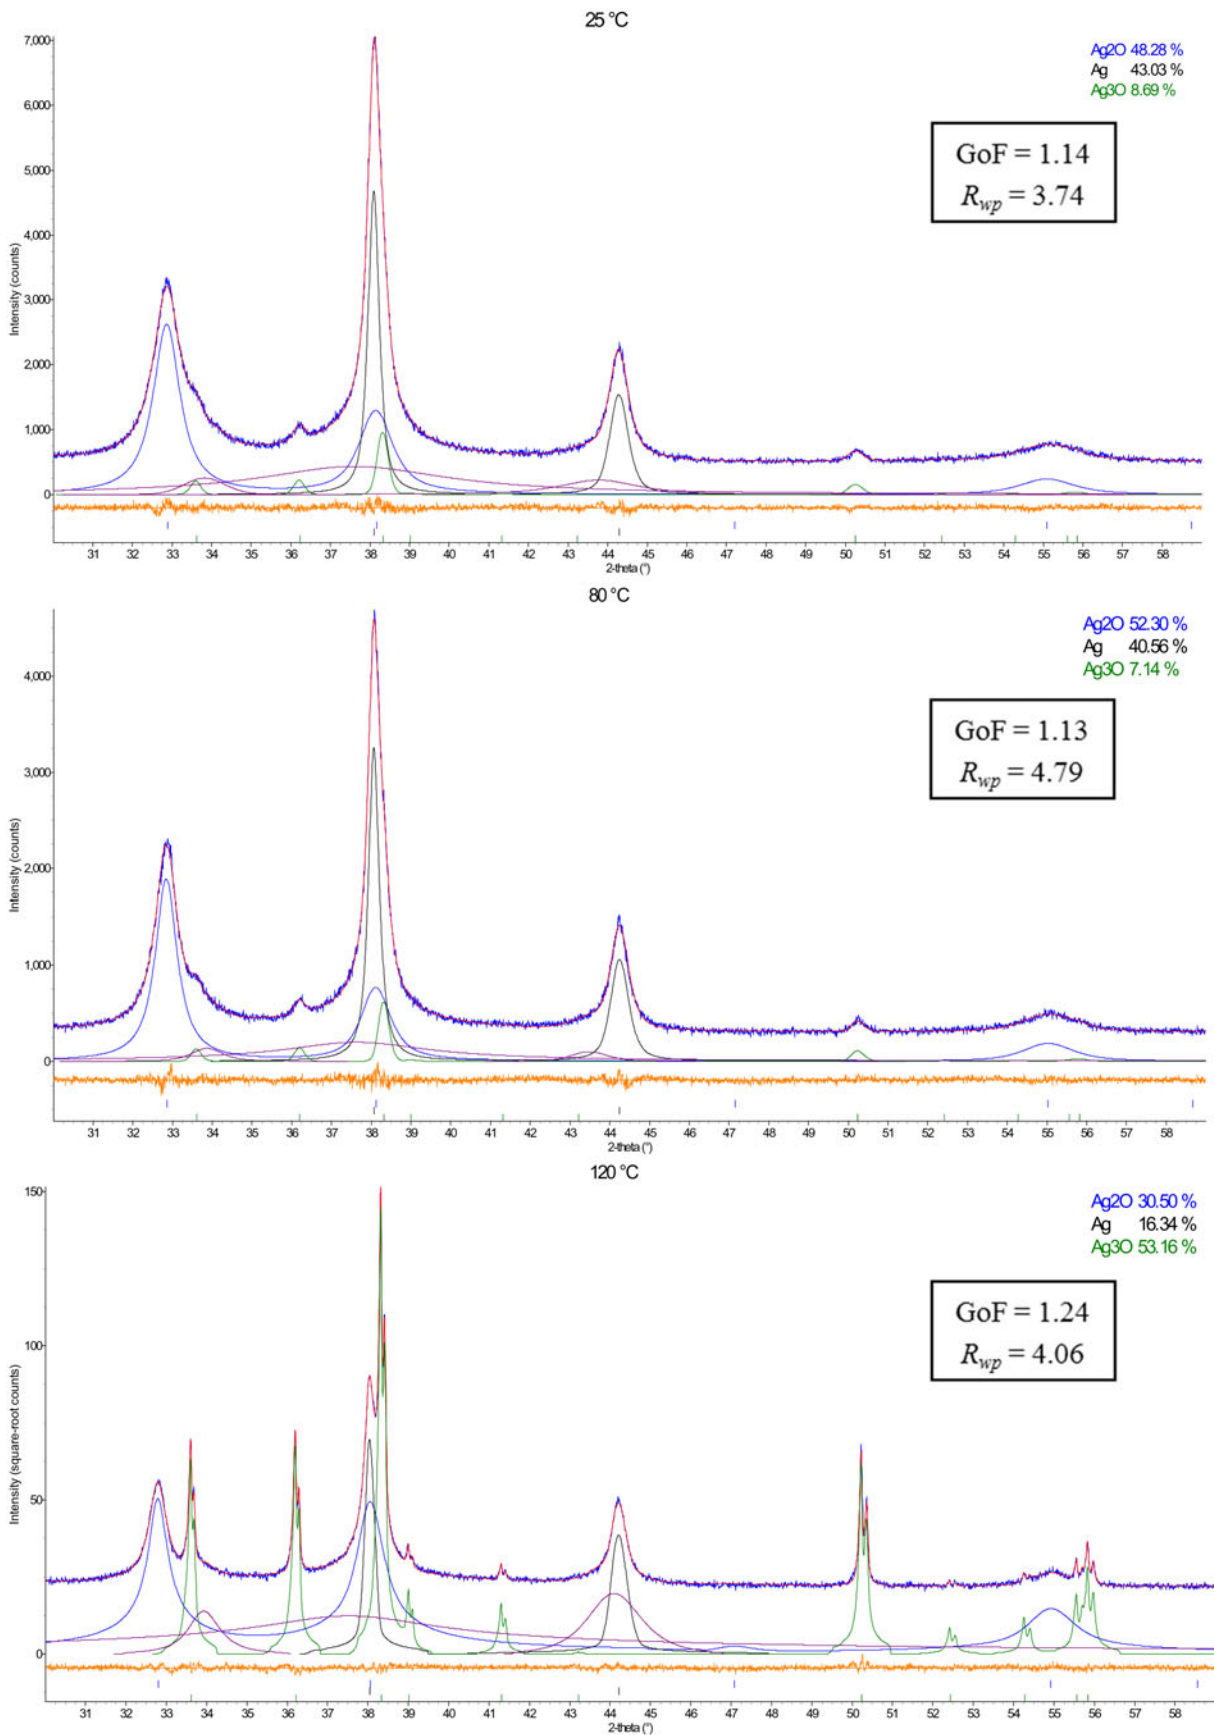 25 °C
7,000
6,000
5,000
4,000
3,000
2,000
1,000
0
Intensity (counts)
Ag2O 48.28 %
Ag 43.03 %
Ag3O 8.69 %
GoF = 1.14
Rwp = 3.74
31 32 33 34 35 36 37 38 39 40 41 42 43 44 45 46 47 48 49 50 51 52 53 54 55 56 57 58
2-theta (°)
80 °C
4,000
3,000
2,000
1,000
0
Intensity (counts)
Ag2O 52.30 %
Ag 40.56 %
Ag3O 7.14 %
GoF = 1.13
Rwp = 4.79
31 32 33 34 35 36 37 38 39 40 41 42 43 44 45 46 47 48 49 50 51 52 53 54 55 56 57 58
2-theta (°)
120 °C
150
100
50
0
Intensity (square-root counts)
Ag2O 30.50 %
Ag 16.34 %
Ag3O 53.16 %
GoF = 1.24
Rwp = 4.06
31 32 33 34 35 36 37 38 39 40 41 42 43 44 45 46 47 48 49 50 51 52 53 54 55 56 57 58
2-theta (°)